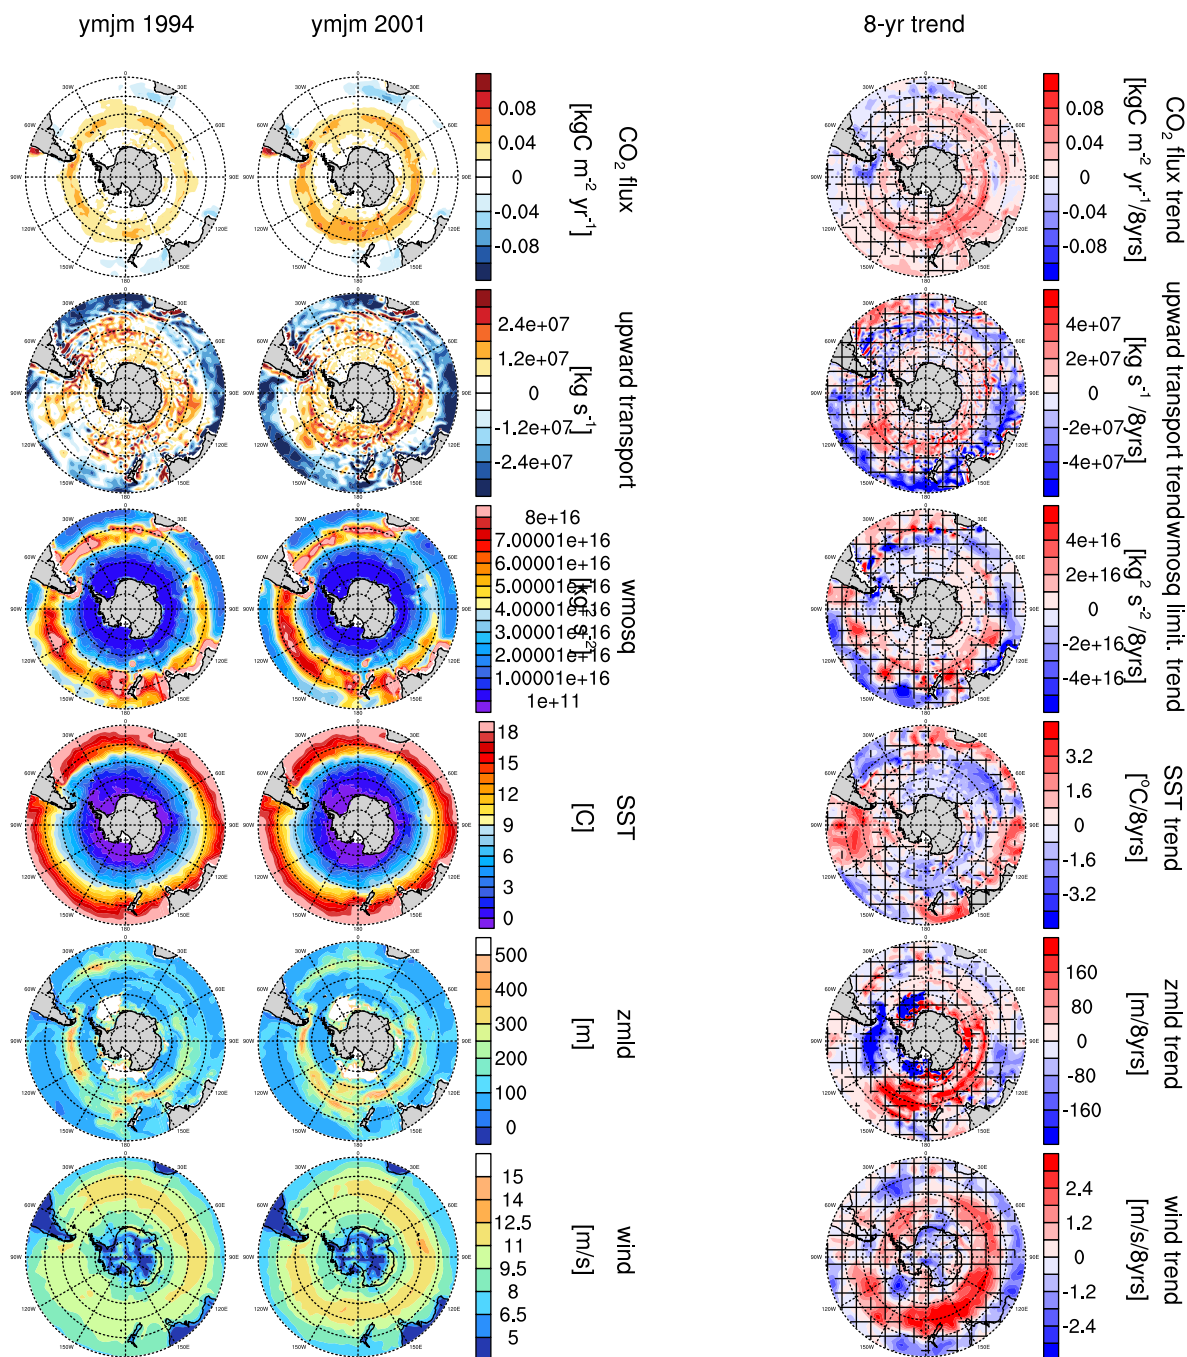 ymjm 1994
ymjm 2001
8-yr trend
0.08
0.04
0
-0.04
-0.08
[kgC m⁻² yr⁻¹]
CO₂ flux
0.08
0.04
0
-0.04
-0.08
[kgC m⁻² yr⁻¹/8yrs]
CO₂ flux trend
2.4e+07
1.2e+07
0
-1.2e+07
-2.4e+07
[kg s⁻¹]
upward transport
4e+07
2e+07
0
-2e+07
-4e+07
[kg s⁻¹/8yrs]
upward transport trend
8e+16
7.00001e+16
6.00001e+16
5.00001e+16
4.00001e+16
3.00001e+16
2.00001e+16
1.00001e+16
1e+11
wmosq
4e+16
2e+16
0
-2e+16
-4e+16
[kg² s⁻² /8yrs]
wmosq limit. trend
18
15
12
9
6
3
0
[C]
SST
3.2
1.6
0
-1.6
-3.2
[°C/8yrs]
SST trend
500
400
300
200
100
0
[m]
zmld
160
80
0
-80
-160
[m/8yrs]
zmld trend
15
14
12.5
11
9.5
8
6.5
5
[m/s]
wind
2.4
1.2
0
-1.2
-2.4
[m/s/8yrs]
wind trend